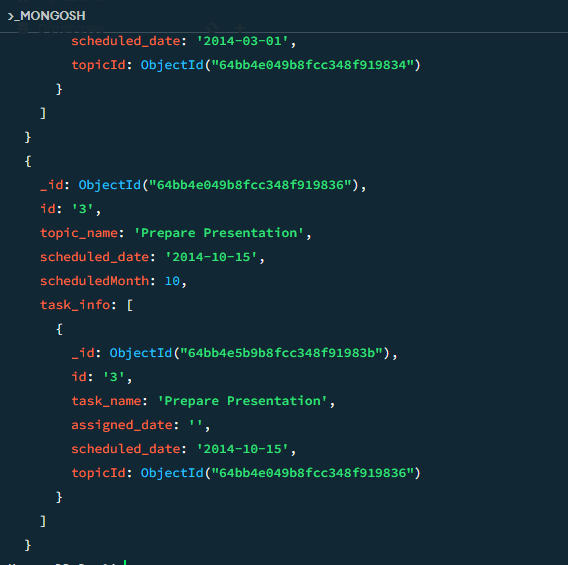 >_MONGOSH
scheduled_date: '2014-03-01',
topicId: ObjectId("64bb4e049b8fcc348f919834")
}
]
}
{
_id: ObjectId("64bb4e049b8fcc348f919836"),
id: '3',
topic_name: 'Prepare Presentation',
scheduled_date: '2014-10-15',
scheduledMonth: 10,
task_info: [
{
_id: ObjectId("64bb4e5b9b8fcc348f91983b"),
id: '3',
task_name: 'Prepare Presentation',
assigned_date: '',
scheduled_date: '2014-10-15',
topicId: ObjectId("64bb4e049b8fcc348f919836")
}
]
}